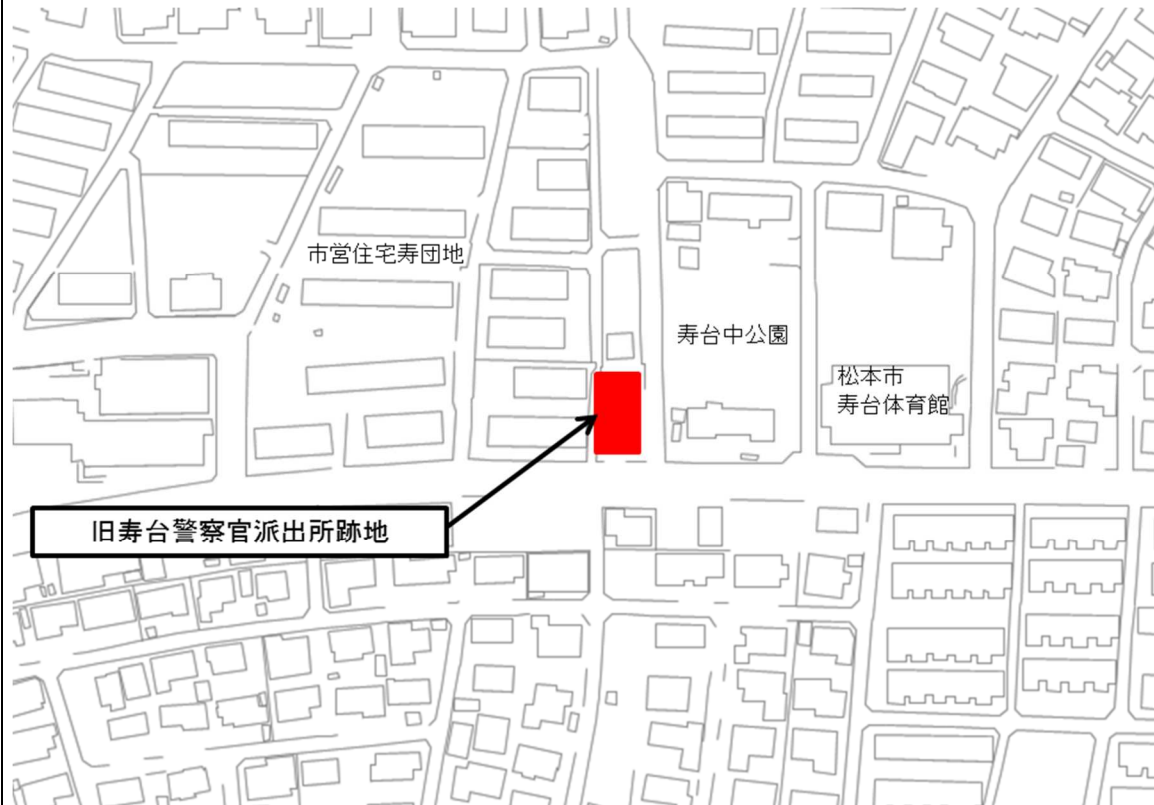 市営住宅寿団地
寿台中公園
松本市
寿台体育館
旧寿台警察官派出所跡地